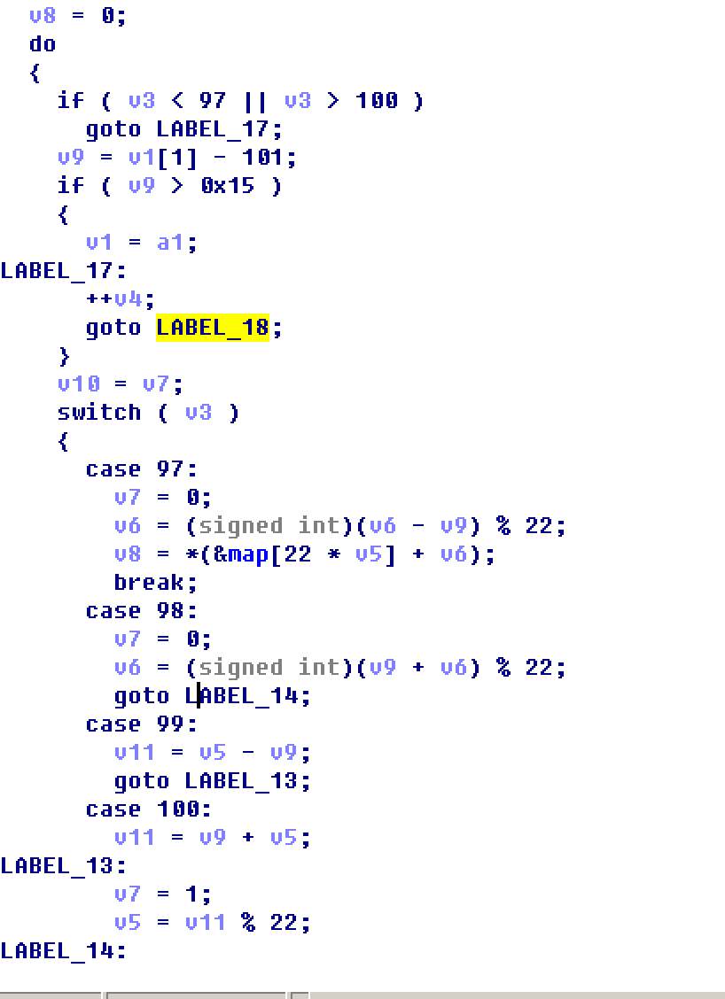 v8 = 0;
do
{
if ( v3 < 97 || v3 > 100 )
goto LABEL_17;
v9 = v1[1] - 101;
if ( v9 > 0x15 )
{
v1 = a1;
LABEL_17:
++v4;
goto LABEL_18;
}
v10 = v7;
switch ( v3 )
{
case 97:
v7 = 0;
v6 = (signed int)(v6 - v9) % 22;
v8 = *(&map[22 * v5] + v6);
break;
case 98:
v7 = 0;
v6 = (signed int)(v9 + v6) % 22;
goto LABEL_14;
case 99:
v11 = v5 - v9;
goto LABEL_13;
case 100:
v11 = v9 + v5;
LABEL_13:
v7 = 1;
v5 = v11 % 22;
LABEL_14: